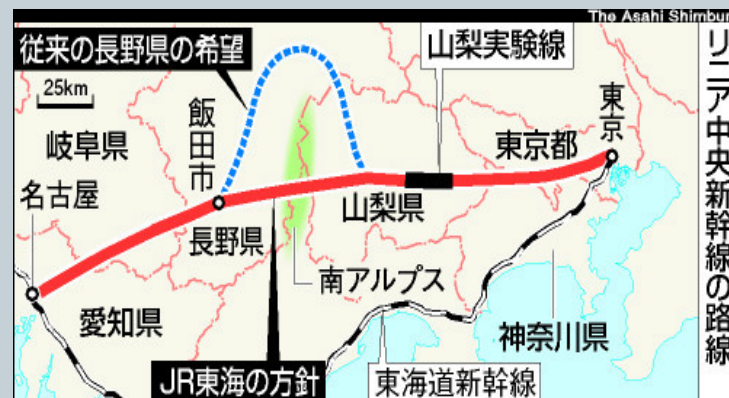 The Asahi Shimbun
リニア中央新幹線の路線
従来の長野県の希望
山梨実験線
25km
飯田市
東京
岐阜県
東京都
名古屋
山梨県
長野県
南アルプス
愛知県
神奈川県
JR東海の方針
東海道新幹線